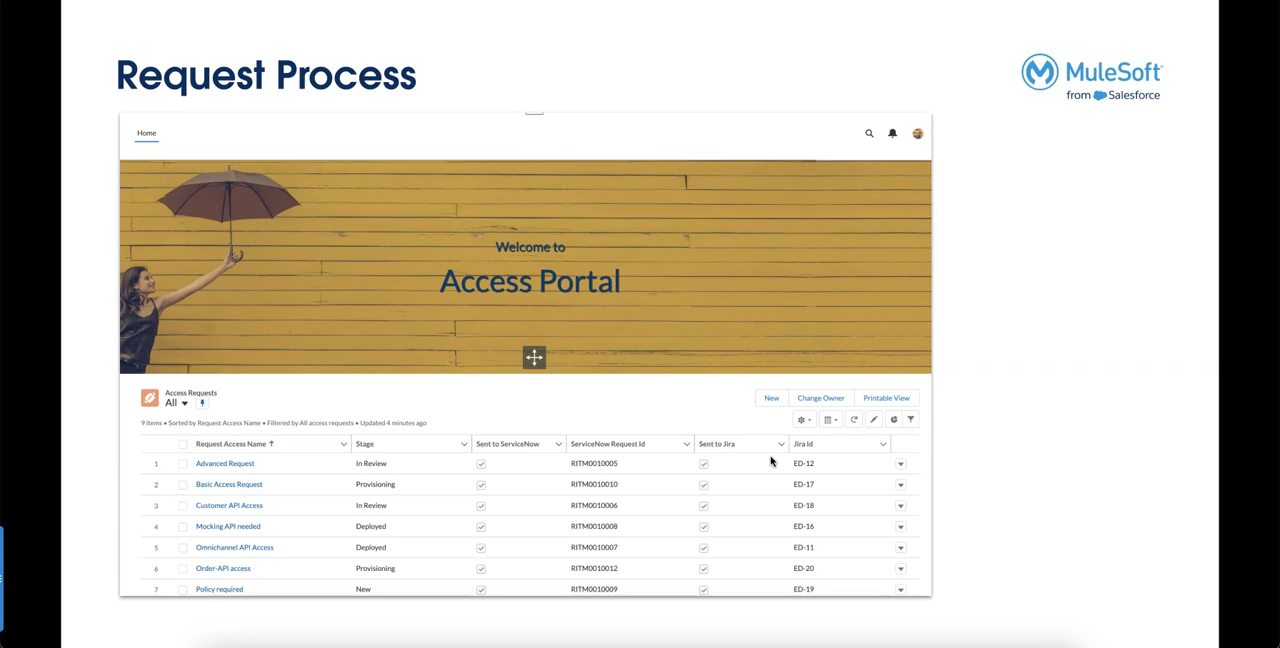 Request Process
MuleSoft
from Salesforce
Home
Welcome to
Access Portal
Access Requests
All
New Change Owner Printable View
9 items • Sorted by Request Access Name • Filtered by All access requests • Updated 4 minutes ago
Request Access Name ↑ Stage Sent to ServiceNow ServiceNow Request Id Sent to Jira Jira Id
1 Advanced Request In Review RITM0010005 ED-12
2 Basic Access Request Provisioning RITM0010010 ED-17
3 Customer API Access In Review RITM0010006 ED-18
4 Mocking API needed Deployed RITM0010008 ED-16
5 Omnichannel API Access Deployed RITM0010007 ED-11
6 Order-API access Provisioning RITM0010012 ED-20
7 Policy required New RITM0010009 ED-19